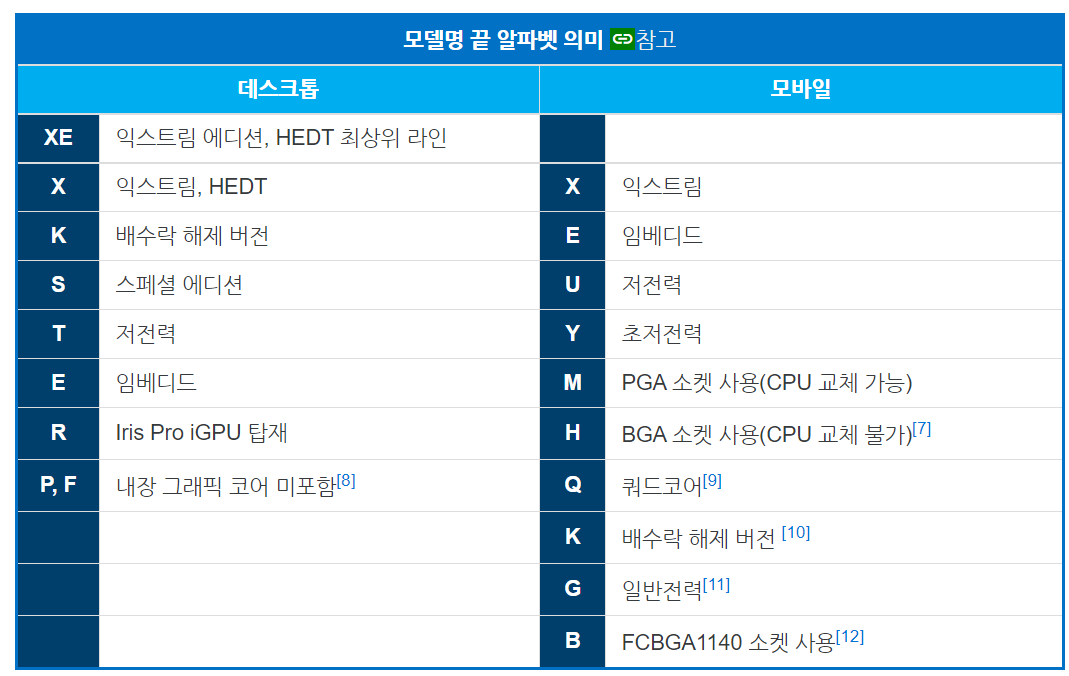 모델명 끝 알파벳 의미 참고
데스크톱 모바일
XE 익스트림 에디션, HEDT 최상위 라인
X 익스트림, HEDT X 익스트림
K 배수락 해제 버전 E 임베디드
S 스페셜 에디션 U 저전력
T 저전력 Y 초저전력
E 임베디드 M PGA 소켓 사용(CPU 교체 가능)
R Iris Pro iGPU 탑재 H BGA 소켓 사용(CPU 교체 불가)[7]
P, F 내장 그래픽 코어 미포함[8] Q 쿼드코어[9]
K 배수락 해제 버전 [10]
G 일반전력[11]
B FCBGA1140 소켓 사용[12]